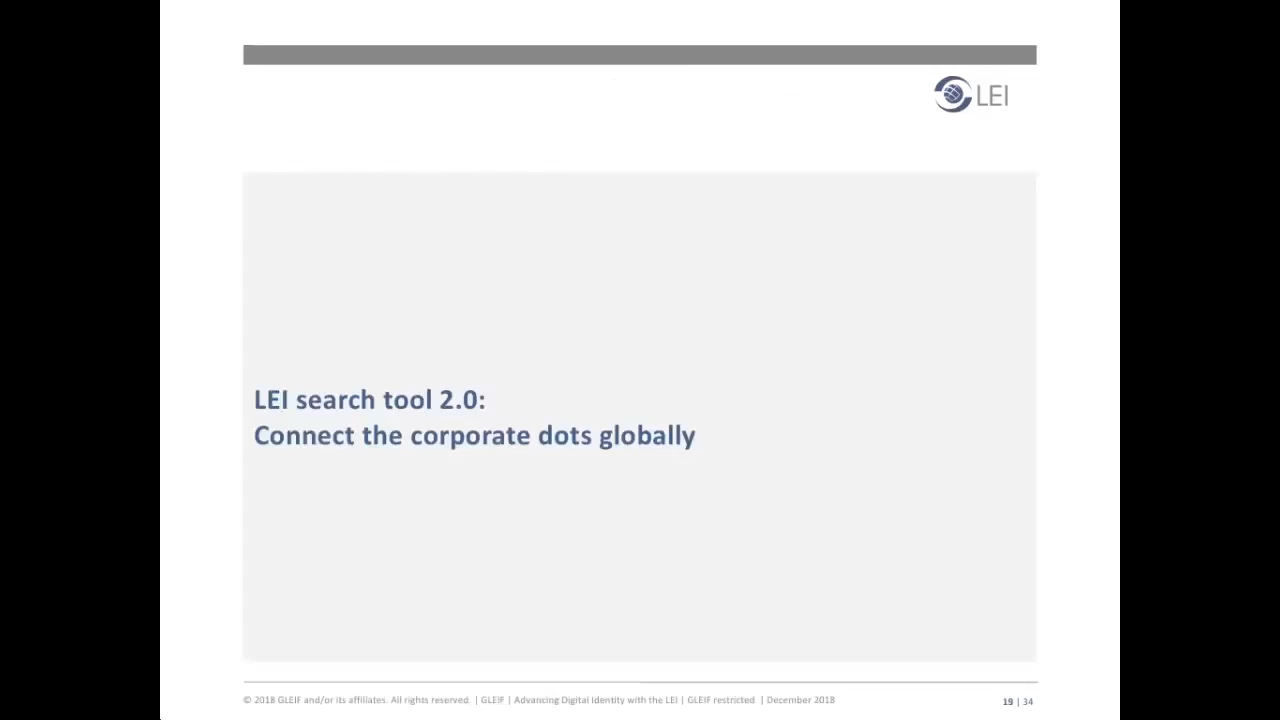 LEI
LEI search tool 2.0:
Connect the corporate dots globally
© 2018 GLEIF and/or its affiliates. All rights reserved. | GLEIF | Advancing Digital Identity with the LEI | GLEIF restricted | December 2018
19 | 34